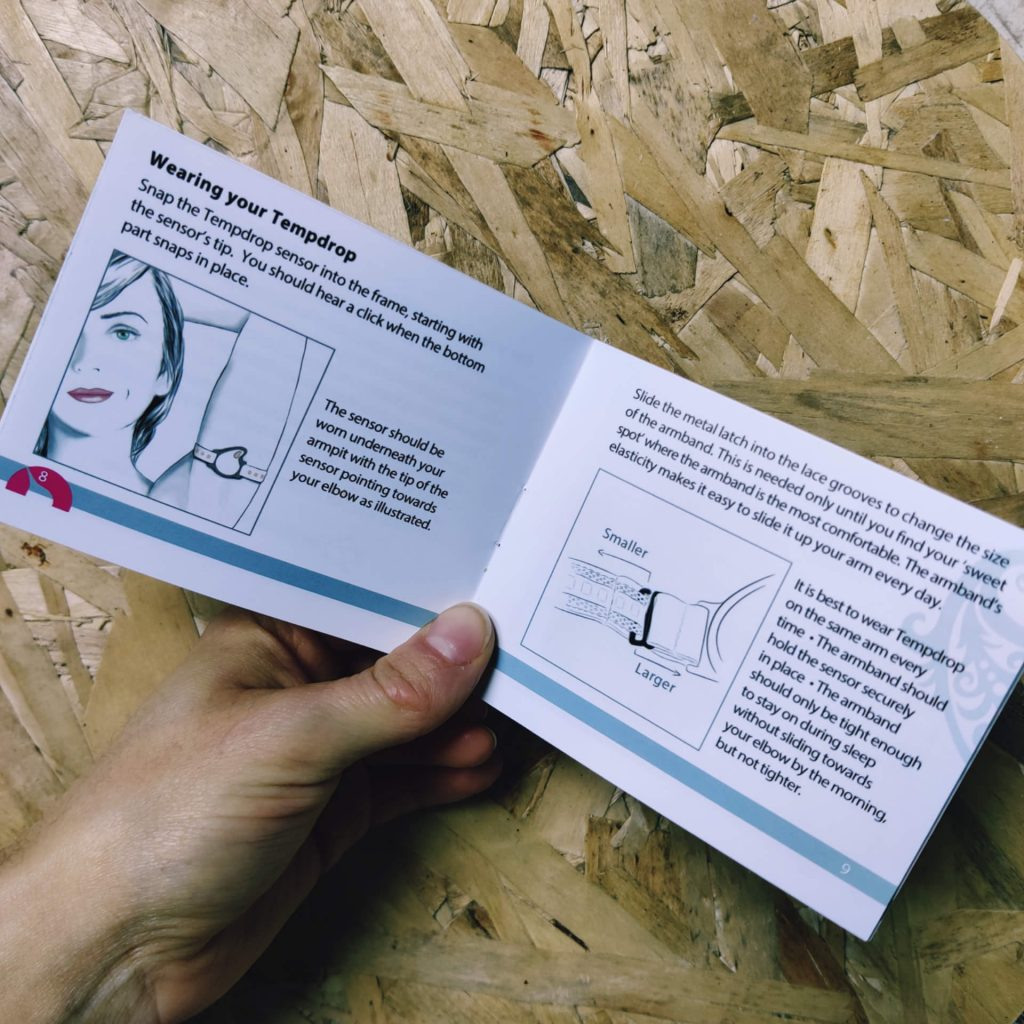 Wearing your Tempdrop
Snap the Tempdrop sensor into the frame, starting with
the sensor's tip. You should hear a click when the bottom
part snaps in place.
The sensor should be
worn underneath your
armpit with the tip of the
sensor pointing towards
your elbow as illustrated.
8
Slide the metal latch into the lace grooves to change the size
of the armband. This is needed only until you find your 'sweet
spot' where the armband is the most comfortable. The armband's
elasticity makes it easy to slide it up your arm every day.
Smaller
Larger
It is best to wear Tempdrop
on the same arm every
time • The armband should
hold the sensor securely
in place • The armband
should only be tight enough
to stay on during sleep
without sliding towards
your elbow by the morning,
but not tighter.
9